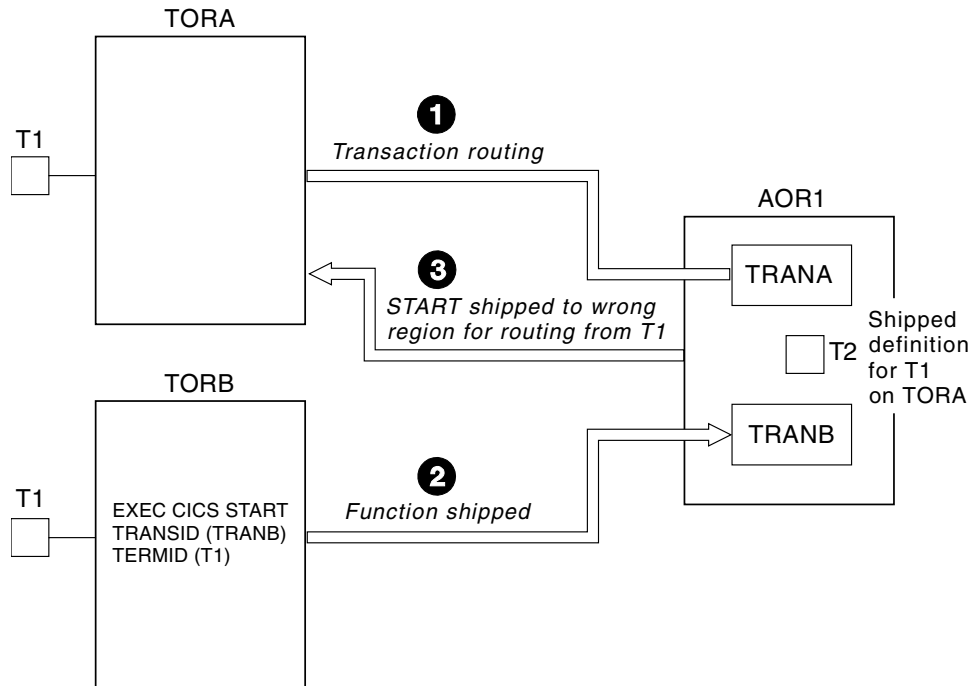 TORA
1
T1
Transaction routing
AOR1
3
TRANA
START shipped to wrong
region for routing from T1
T2
Shipped
definition
for T1
on TORA
TORB
TRANB
2
T1
EXEC CICS START
TRANSID (TRANB)
TERMID (T1)
Function shipped